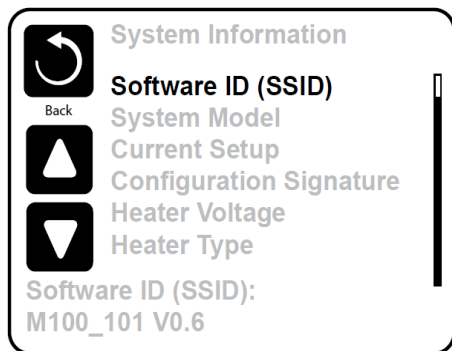 System Information
Software ID (SSID)
Back
System Model
Current Setup
Configuration Signature
Heater Voltage
Heater Type
Software ID (SSID):
M100_101 V0.6